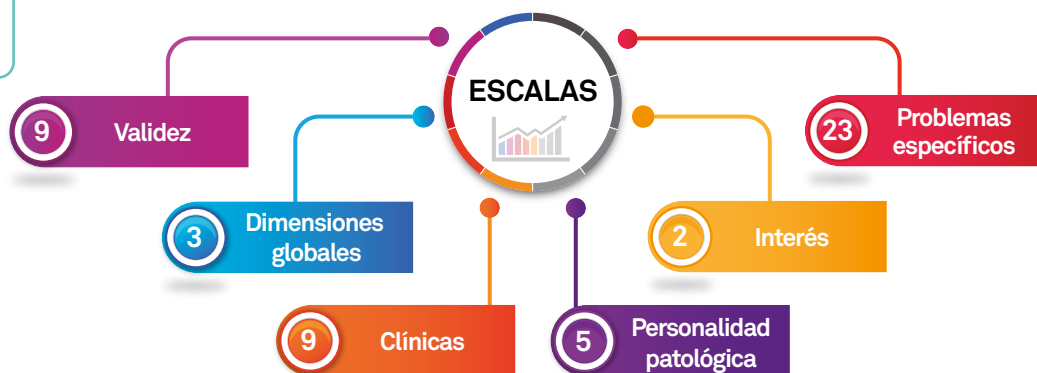 ESCALAS
9
Validez
3
Dimensiones
globales
9
Clínicas
5
Personalidad
patológica
2
Interés
23
Problemas
específicos